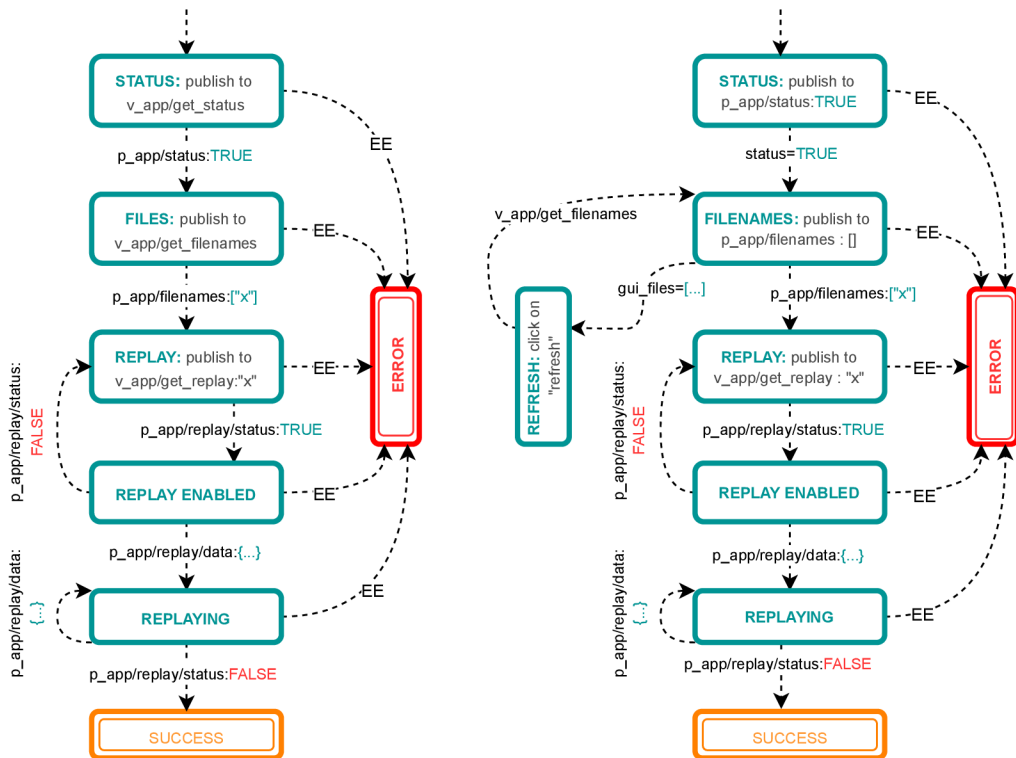 STATUS: publish to
v_app/get_status
EE
p_app/status:TRUE
FILES: publish to
v_app/get_filenames
EE
p_app/filenames:["x"]
REPLAY: publish to
v_app/get_replay:"x"
EE
ERROR
p_app/replay/status:
FALSE
p_app/replay/status:TRUE
REPLAY ENABLED
EE
p_app/replay/data:{...}
p_app/replay/data:
{...}
REPLAYING
EE
p_app/replay/status:FALSE
SUCCESS
STATUS: publish to
p_app/status:TRUE
EE
status=TRUE
v_app/get_filenames
FILENAMES: publish to
p_app/filenames : []
EE
gui_files=[...]
p_app/filenames:["x"]
REFRESH: click on
"refresh"
REPLAY: publish to
v_app/get_replay : "x"
EE
ERROR
p_app/replay/status:
FALSE
p_app/replay/status:TRUE
REPLAY ENABLED
EE
p_app/replay/data:{...}
p_app/replay/data:
{...}
REPLAYING
EE
p_app/replay/status:FALSE
SUCCESS